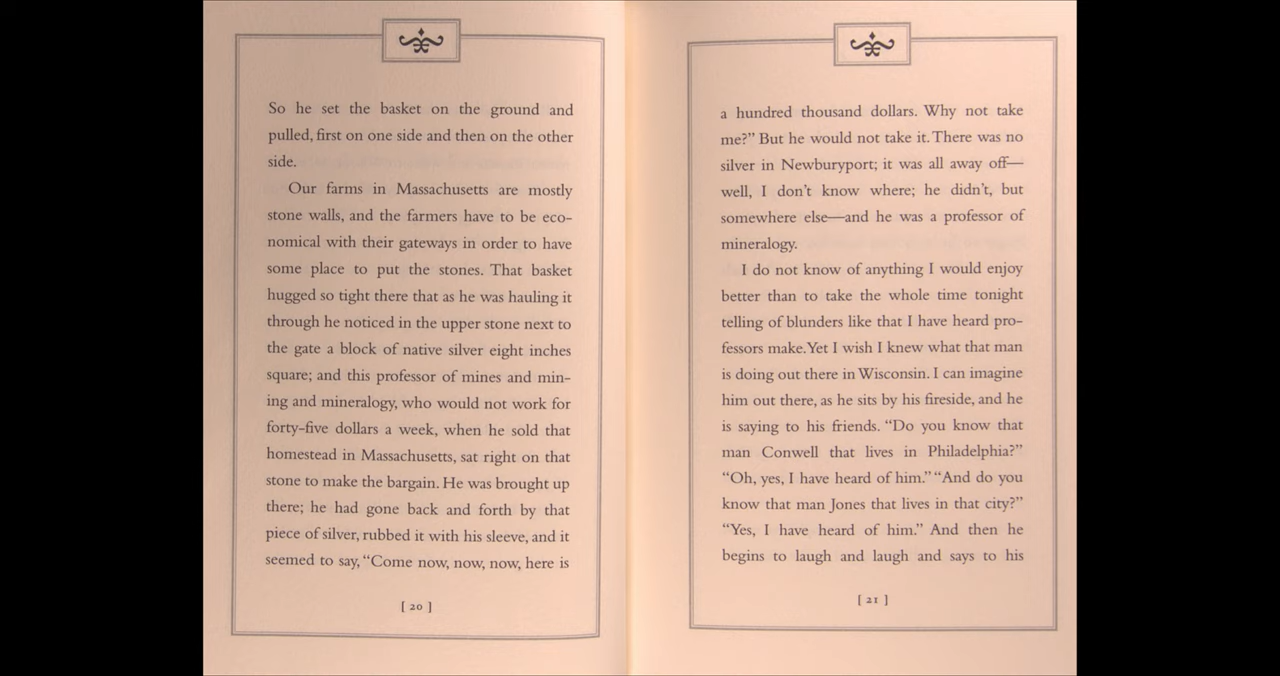 So he set the basket on the ground and
pulled, first on one side and then on the other
side.
Our farms in Massachusetts are mostly
stone walls, and the farmers have to be eco-
nomical with their gateways in order to have
some place to put the stones. That basket
hugged so tight there that as he was hauling it
through he noticed in the upper stone next to
the gate a block of native silver eight inches
square; and this professor of mines and min-
ing and mineralogy, who would not work for
forty-five dollars a week, when he sold that
homestead in Massachusetts, sat right on that
stone to make the bargain. He was brought up
there; he had gone back and forth by that
piece of silver, rubbed it with his sleeve, and it
seemed to say, “Come now, now, now, here is
[ 20 ]
a hundred thousand dollars. Why not take
me?” But he would not take it. There was no
silver in Newburyport; it was all away off—
well, I don’t know where; he didn’t, but
somewhere else—and he was a professor of
mineralogy.
I do not know of anything I would enjoy
better than to take the whole time tonight
telling of blunders like that I have heard pro-
fessors make. Yet I wish I knew what that man
is doing out there in Wisconsin. I can imagine
him out there, as he sits by his fireside, and he
is saying to his friends. “Do you know that
man Conwell that lives in Philadelphia?”
“Oh, yes, I have heard of him.” “And do you
know that man Jones that lives in that city?”
“Yes, I have heard of him.” And then he
begins to laugh and laugh and says to his
[ 21 ]